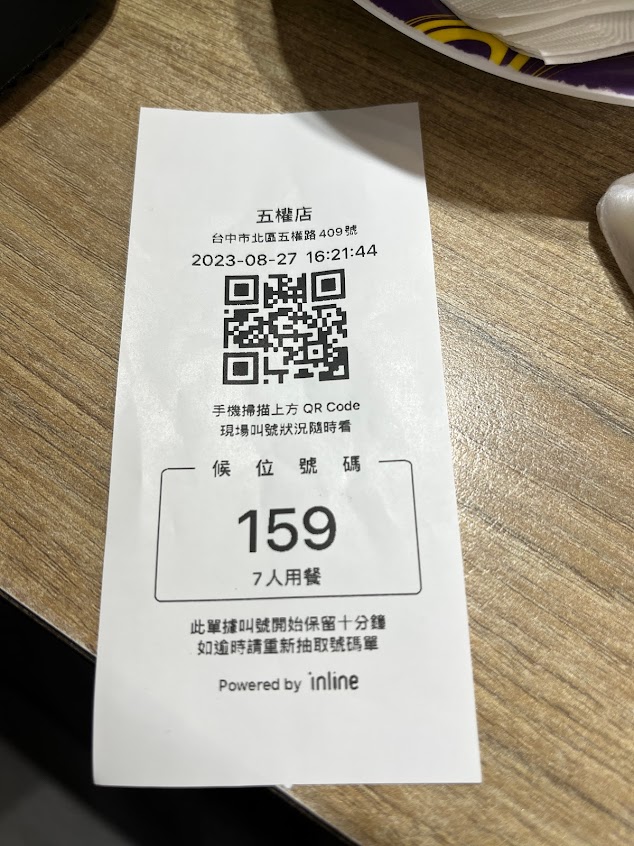 五權店
台中市北區五權路409號
2023-08-27 16:21:44
手機掃描上方 QR Code
現場叫號狀況隨時看
候位號碼
159
7人用餐
此單據叫號開始保留十分鐘
如逾時請重新抽取號碼單
Powered by inline